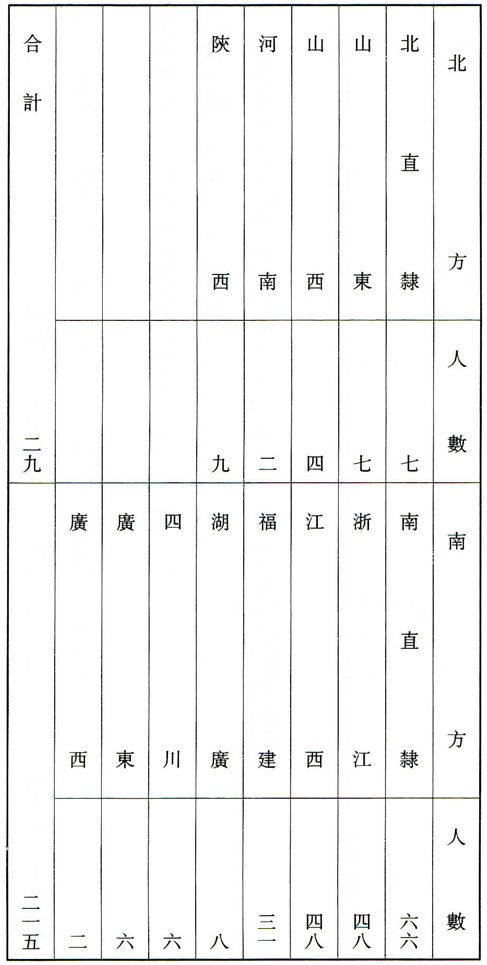 北方 人數 南方 人數
北直隸 七 南直隸 六六
山東 七 浙江 四八
山西 四 江西 四八
河南 二 福建 三一
陝西 九 湖廣 八
四川 六
廣東 六
廣西 二
合計 二九 二一五